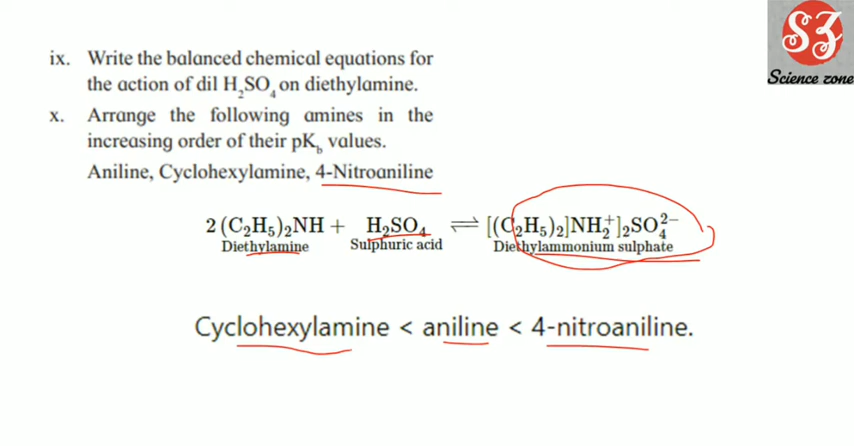 SZ
Science zone
ix. Write the balanced chemical equations for
the action of dil H₂SO₄ on diethylamine.
x. Arrange the following amines in the
increasing order of their pK_b values.
Aniline, Cyclohexylamine, 4-Nitroaniline
2 (C₂H₅)₂NH + H₂SO₄ ⇌ [(C₂H₅)₂]NH₂⁺]₂SO₄²⁻
Diethylamine Sulphuric acid Diethylammonium sulphate
Cyclohexylamine < aniline < 4-nitroaniline.